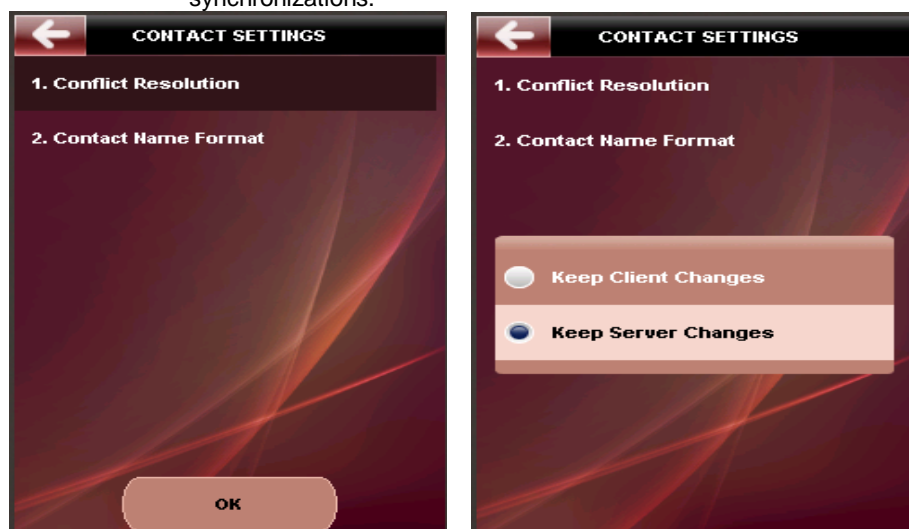 synchronizations.
CONTACT SETTINGS
1. Conflict Resolution
2. Contact Name Format
OK
CONTACT SETTINGS
1. Conflict Resolution
2. Contact Name Format
Keep Client Changes
Keep Server Changes